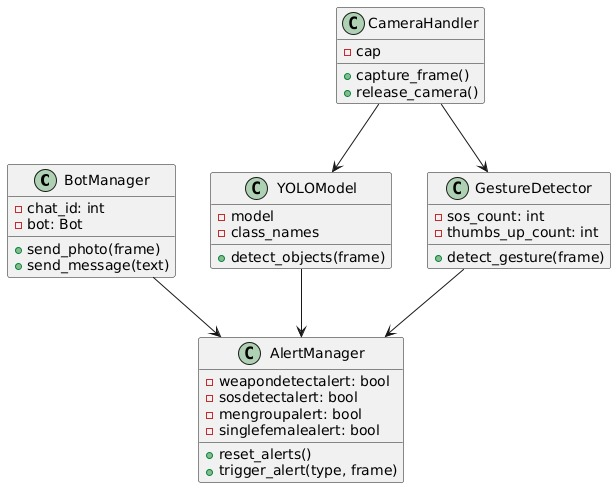 C CameraHandler
cap
capture_frame()
release_camera()
C BotManager
chat_id: int
bot: Bot
send_photo(frame)
send_message(text)
C YOLOModel
model
class_names
detect_objects(frame)
C GestureDetector
sos_count: int
thumbs_up_count: int
detect_gesture(frame)
C AlertManager
weapondetectalert: bool
sosdetectalert: bool
mengroupalert: bool
singlefemalealert: bool
reset_alerts()
trigger_alert(type, frame)